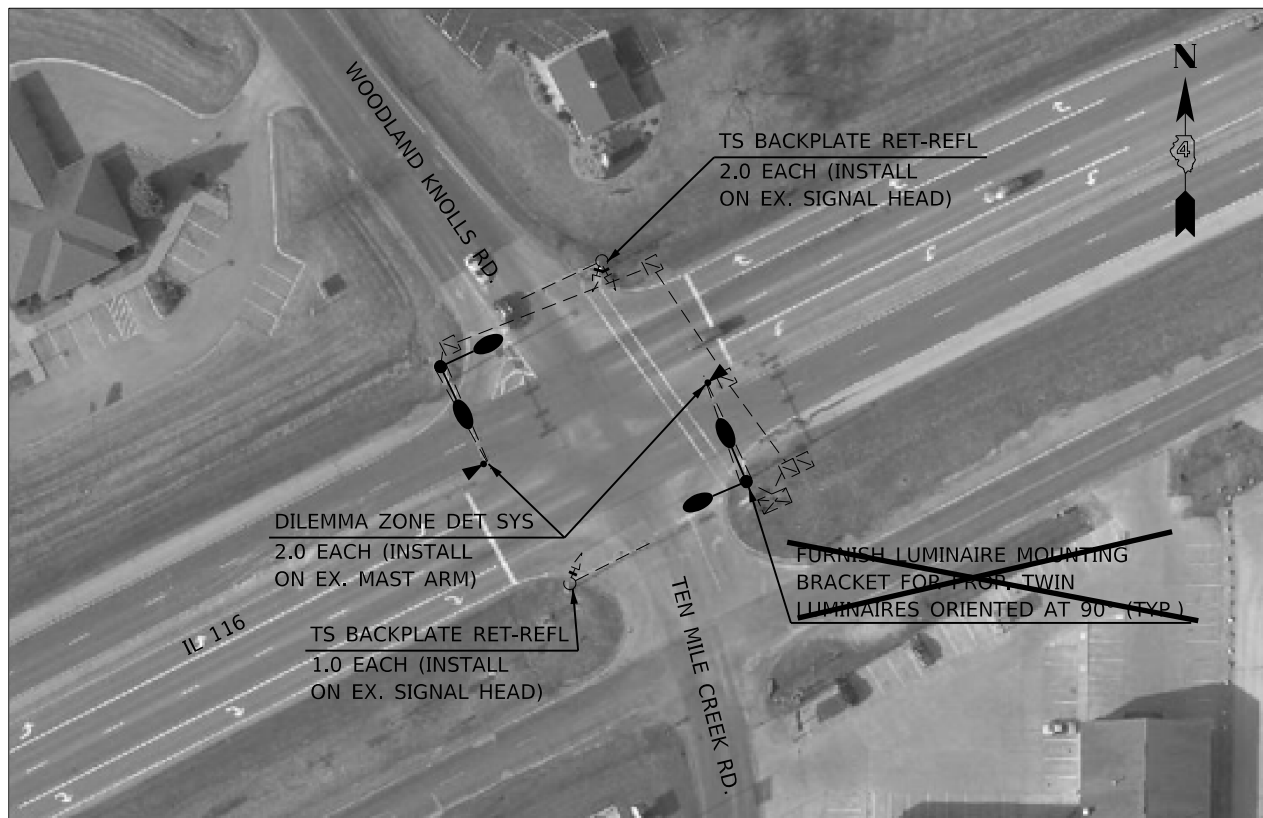 WOODLAND KNOLLS RD.
TS BACKPLATE RET-REFL
2.0 EACH (INSTALL
ON EX. SIGNAL HEAD)
N
4
DILEMMA ZONE DET SYS
2.0 EACH (INSTALL
ON EX. MAST ARM)
FURNISH LUMINAIRE MOUNTING
BRACKET FOR PROP. TWIN
LUMINAIRES ORIENTED AT 90° (TYP.)
IL 116
TS BACKPLATE RET-REFL
1.0 EACH (INSTALL
ON EX. SIGNAL HEAD)
TEN MILE CREEK RD.